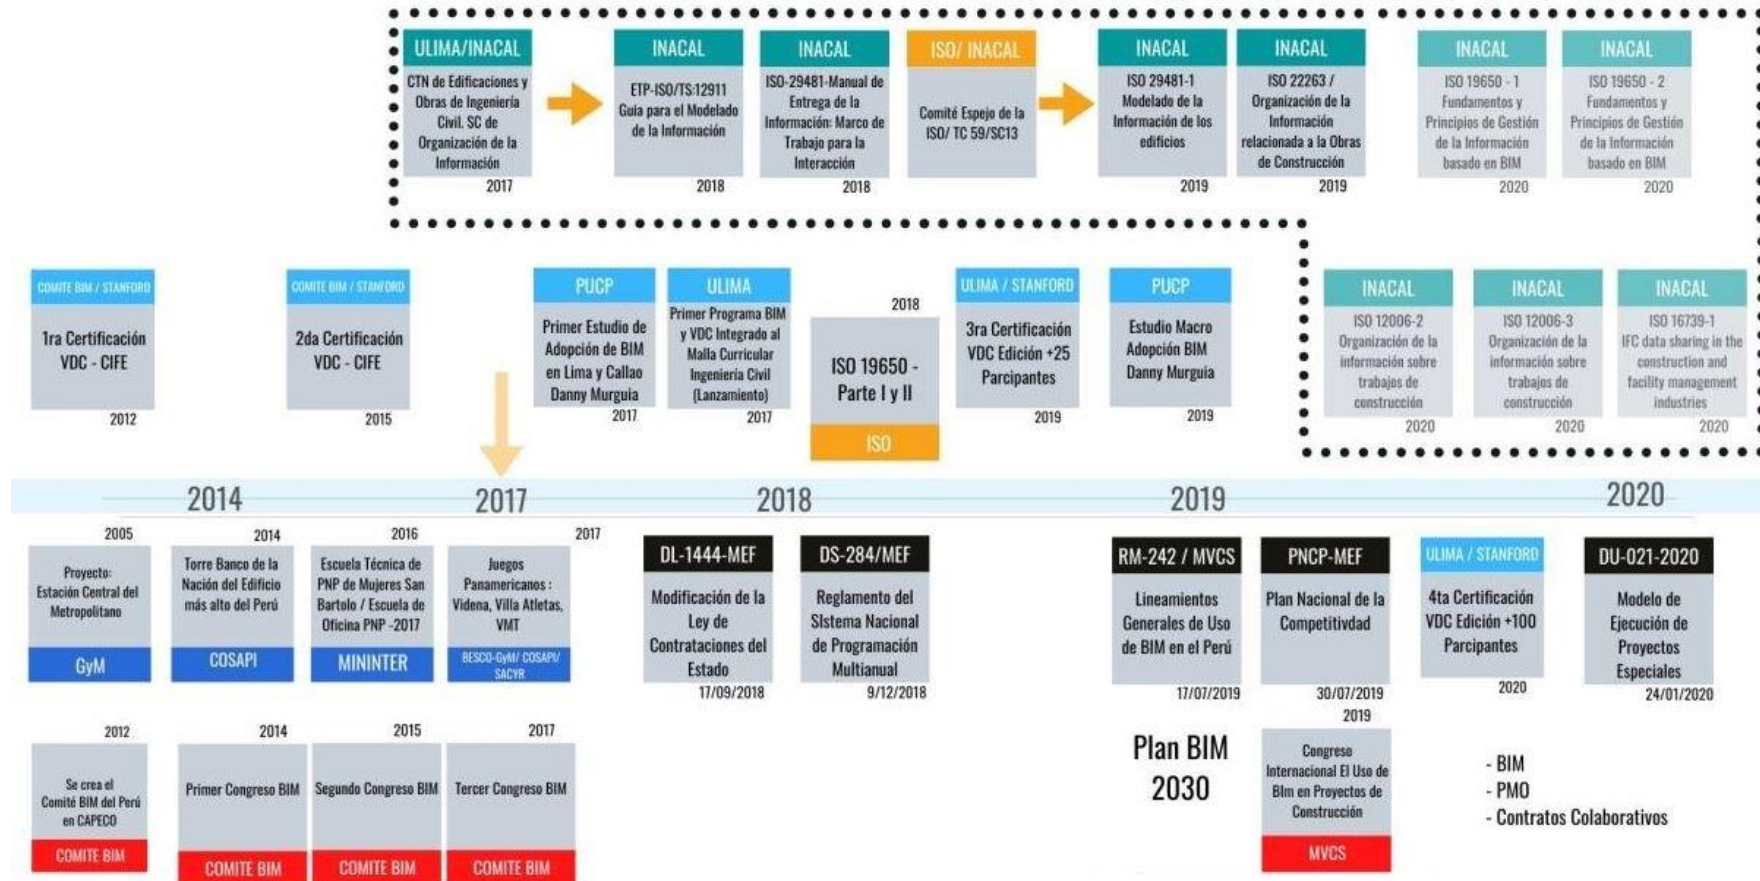 ULIMA/INACAL
CTN de Edificaciones y
Obras de Ingeniería
Civil. SC de
Organización de la
Información
2017
INACAL
ETP-ISO/TS:12911
Guia para el Modelado
de la Información
2018
INACAL
ISO-29481-Manual de
Entrega de la
Información: Marco de
Trabajo para la
Interacción
2018
ISO/ INACAL
Comité Espejo de la
ISO/ TC 59/SC13
INACAL
ISO 29481-1
Modelado de la
Información de los
edificios
2019
INACAL
ISO 22263 /
Organización de la
Información
relacionada a la Obras
de Construcción
2019
INACAL
ISO 19650 - 1
Fundamentos y
Principios de Gestión
de la Información
basado en BIM
2020
INACAL
ISO 19650 - 2
Fundamentos y
Principios de Gestión
de la Información
basado en BIM
2020
COMITE BIM / STANFORD
1ra Certificación
VDC - CIFE
2012
COMITE BIM / STANFORD
2da Certificación
VDC - CIFE
2015
PUCP
Primer Estudio de
Adopción de BIM
en Lima y Callao
Danny Murguia
2017
ULIMA
Primer Programa BIM
y VDC Integrado al
Malla Curricular
Ingeniería Civil
(Lanzamiento)
2017
2018
ISO 19650 -
Parte I y II
ISO
ULIMA / STANFORD
3ra Certificación
VDC Edición +25
Parcipantes
2019
PUCP
Estudio Macro
Adopción BIM
Danny Murguia
2019
INACAL
ISO 12006-2
Organización de la
información sobre
trabajos de
construcción
2020
INACAL
ISO 12006-3
Organización de la
información sobre
trabajos de
construcción
2020
INACAL
ISO 16739-1
IFC data sharing in the
construction and
facility management
industries
2020
2014
2017
2018
2019
2020
2005
Proyecto:
Estación Central del
Metropolitano
GyM
2014
Torre Banco de la
Nación del Edificio
más alto del Perú
COSAPI
2016
Escuela Técnica de
PNP de Mujeres San
Bartolo / Escuela de
Oficina PNP -2017
MININTER
2017
Juegos
Panamericanos :
Videna, Villa Atletas,
VMT
BESCO-GyM/ COSAPI/
SACYR
DL-1444-MEF
Modificación de la
Ley de
Contrataciones del
Estado
17/09/2018
DS-284/MEF
Reglamento del
SIstema Nacional
de Programación
Multianual
9/12/2018
RM-242 / MVCS
Lineamientos
Generales de Uso
de BIM en el Perú
17/07/2019
PNCP-MEF
Plan Nacional de la
Competitivdad
30/07/2019
ULIMA / STANFORD
4ta Certificación
VDC Edición +100
Parcipantes
2020
DU-021-2020
Modelo de
Ejecución de
Proyectos
Especiales
24/01/2020
2012
Se crea el
Comité BIM del Perú
en CAPECO
COMITE BIM
2014
Primer Congreso BIM
COMITE BIM
2015
Segundo Congreso BIM
COMITE BIM
2017
Tercer Congreso BIM
COMITE BIM
Plan BIM
2030
2019
Congreso
Internacional El Uso de
BIm en Proyectos de
Construcción
MVCS
- BIM
- PMO
- Contratos Colaborativos